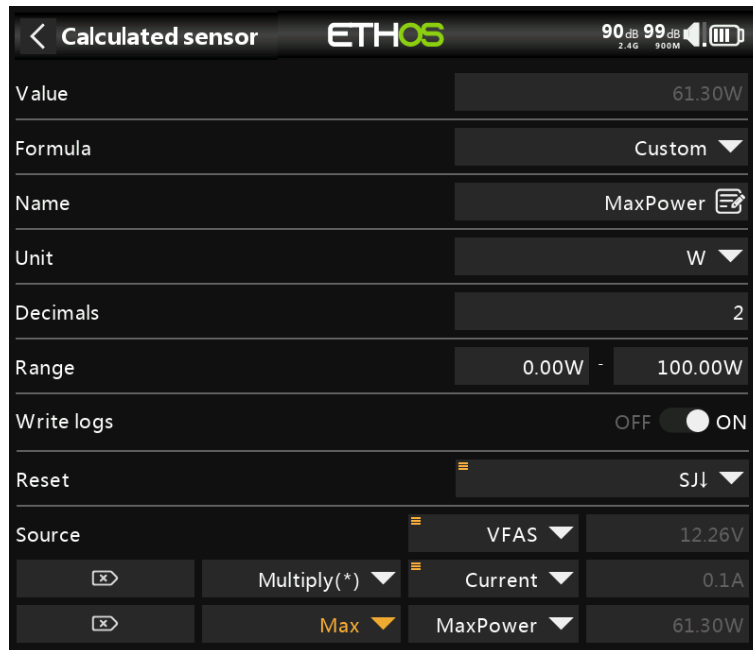 Calculated sensor ETHOS 90dB 2.4G 99dB 900M
Value 61.30W
Formula Custom
Name MaxPower
Unit W
Decimals 2
Range 0.00W - 100.00W
Write logs OFF ON
Reset SJ↓
Source VFAS 12.26V
Multiply(*) Current 0.1A
Max MaxPower 61.30W